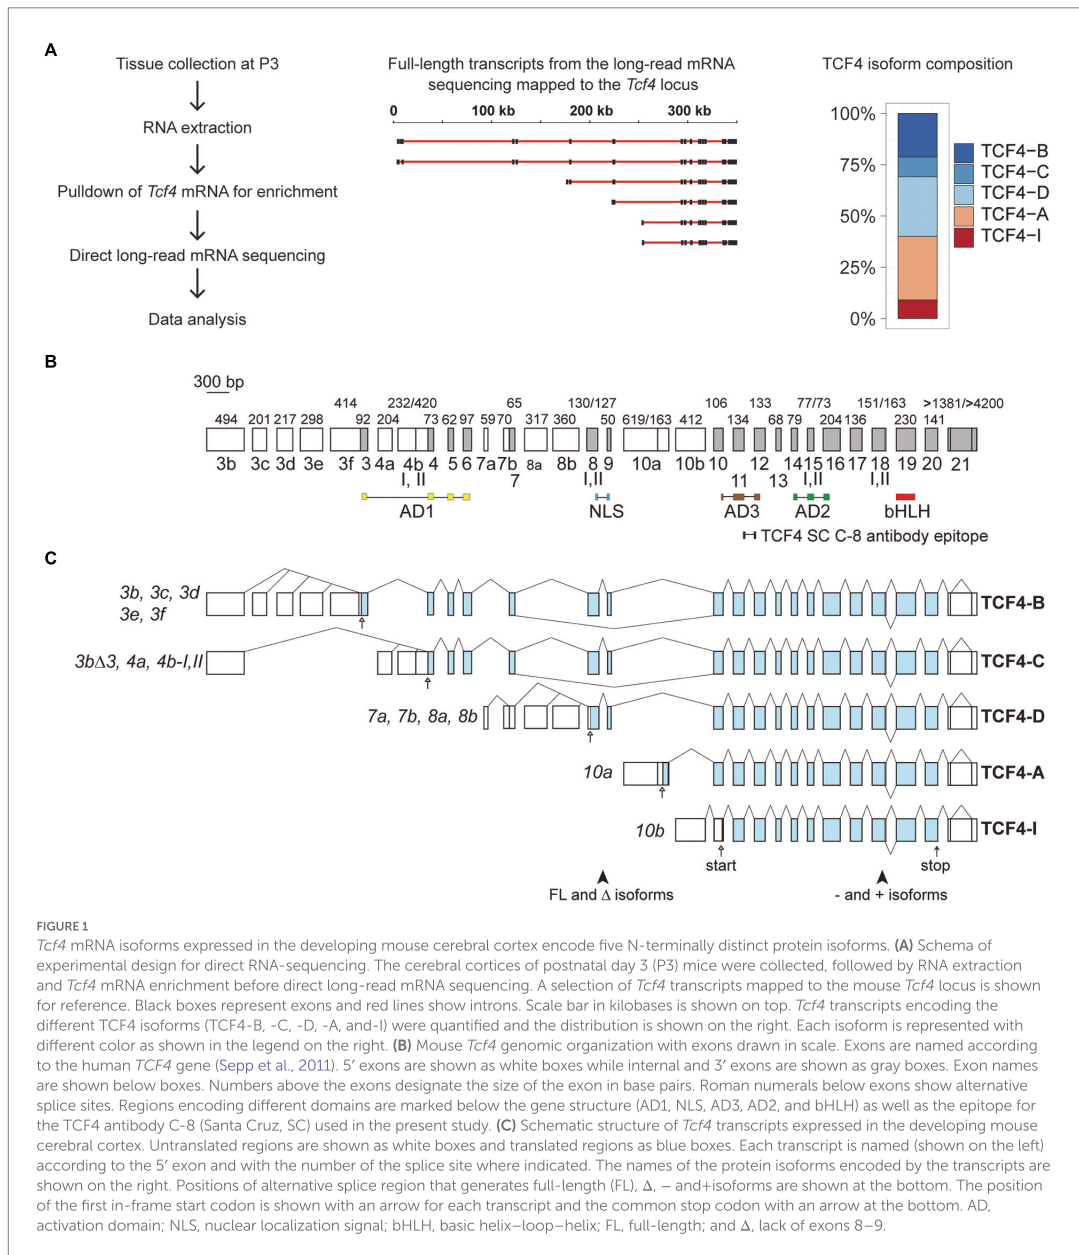 A
Tissue collection at P3
RNA extraction
Pulldown of Tcf4 mRNA for enrichment
Direct long-read mRNA sequencing
Data analysis
Full-length transcripts from the long-read mRNA
sequencing mapped to the Tcf4 locus
0 100 kb 200 kb 300 kb
TCF4 isoform composition
100%
75%
50%
25%
0%
TCF4−B
TCF4−C
TCF4−D
TCF4−A
TCF4−I
B
300 bp
414 232/420 65 130/127 106 133 77/73 151/163 >1381/>4200
494 201 217 298 92 204 73 62 97 59 70 317 360 50 619/163 412 134 68 79 204 136 230 141
3b 3c 3d 3e 3f 3 4a 4b 4 5 6 7a 7b 8a 8b 8 9 10a 10b 10 12 14 15 16 17 18 19 20 21
I, II 7 I,II 11 13 I,II I,II
AD1 NLS AD3 AD2 bHLH
TCF4 SC C-8 antibody epitope
C
3b, 3c, 3d
3e, 3f
TCF4-B
3bΔ3, 4a, 4b-I,II TCF4-C
7a, 7b, 8a, 8b TCF4-D
10a TCF4-A
10b TCF4-I
start stop
FL and Δ isoforms - and + isoforms
FIGURE 1
Tcf4 mRNA isoforms expressed in the developing mouse cerebral cortex encode five N-terminally distinct protein isoforms. (A) Schema of
experimental design for direct RNA-sequencing. The cerebral cortices of postnatal day 3 (P3) mice were collected, followed by RNA extraction
and Tcf4 mRNA enrichment before direct long-read mRNA sequencing. A selection of Tcf4 transcripts mapped to the mouse Tcf4 locus is shown
for reference. Black boxes represent exons and red lines show introns. Scale bar in kilobases is shown on top. Tcf4 transcripts encoding the
different TCF4 isoforms (TCF4-B, -C, -D, -A, and-I) were quantified and the distribution is shown on the right. Each isoform is represented with
different color as shown in the legend on the right. (B) Mouse Tcf4 genomic organization with exons drawn in scale. Exons are named according
to the human TCF4 gene (Sepp et al., 2011). 5′ exons are shown as white boxes while internal and 3′ exons are shown as gray boxes. Exon names
are shown below boxes. Numbers above the exons designate the size of the exon in base pairs. Roman numerals below exons show alternative
splice sites. Regions encoding different domains are marked below the gene structure (AD1, NLS, AD3, AD2, and bHLH) as well as the epitope for
the TCF4 antibody C-8 (Santa Cruz, SC) used in the present study. (C) Schematic structure of Tcf4 transcripts expressed in the developing mouse
cerebral cortex. Untranslated regions are shown as white boxes and translated regions as blue boxes. Each transcript is named (shown on the left)
according to the 5′ exon and with the number of the splice site where indicated. The names of the protein isoforms encoded by the transcripts are
shown on the right. Positions of alternative splice region that generates full-length (FL), Δ, − and+isoforms are shown at the bottom. The position
of the first in-frame start codon is shown with an arrow for each transcript and the common stop codon with an arrow at the bottom. AD,
activation domain; NLS, nuclear localization signal; bHLH, basic helix–loop–helix; FL, full-length; and Δ, lack of exons 8–9.